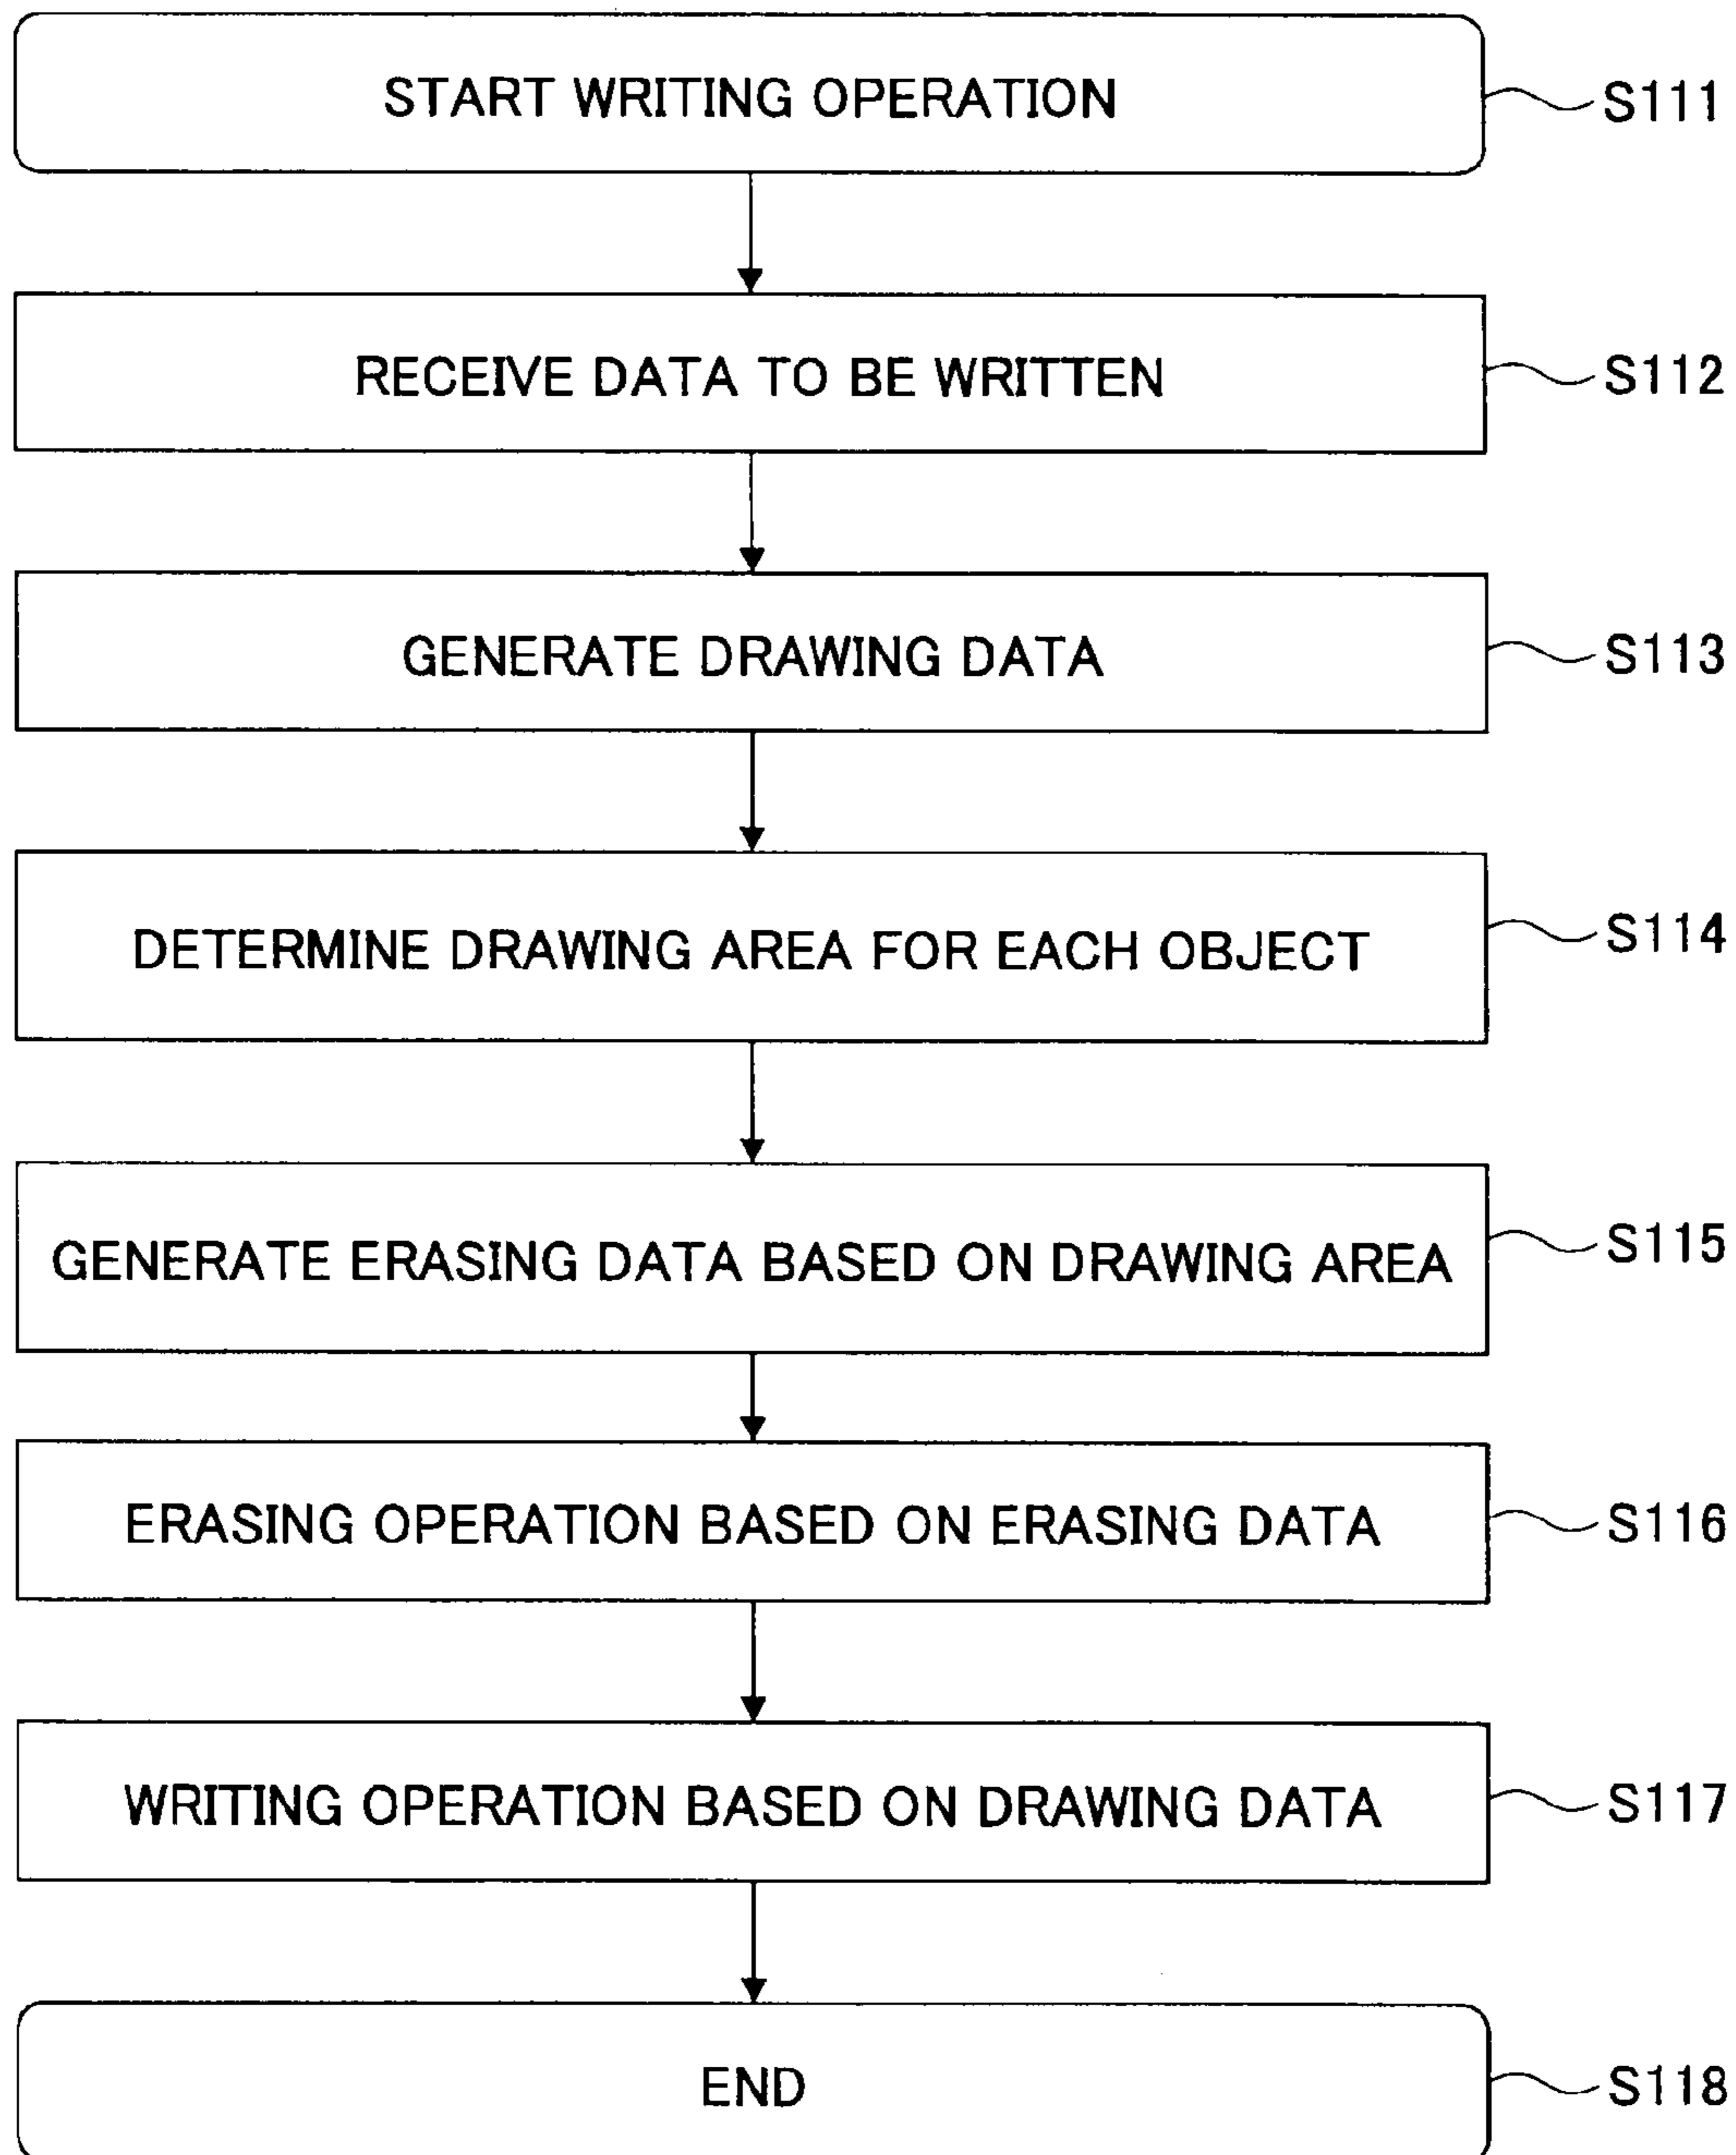 START WRITING OPERATION S111
RECEIVE DATA TO BE WRITTEN S112
GENERATE DRAWING DATA S113
DETERMINE DRAWING AREA FOR EACH OBJECT S114
GENERATE ERASING DATA BASED ON DRAWING AREA S115
ERASING OPERATION BASED ON ERASING DATA S116
WRITING OPERATION BASED ON DRAWING DATA S117
END S118